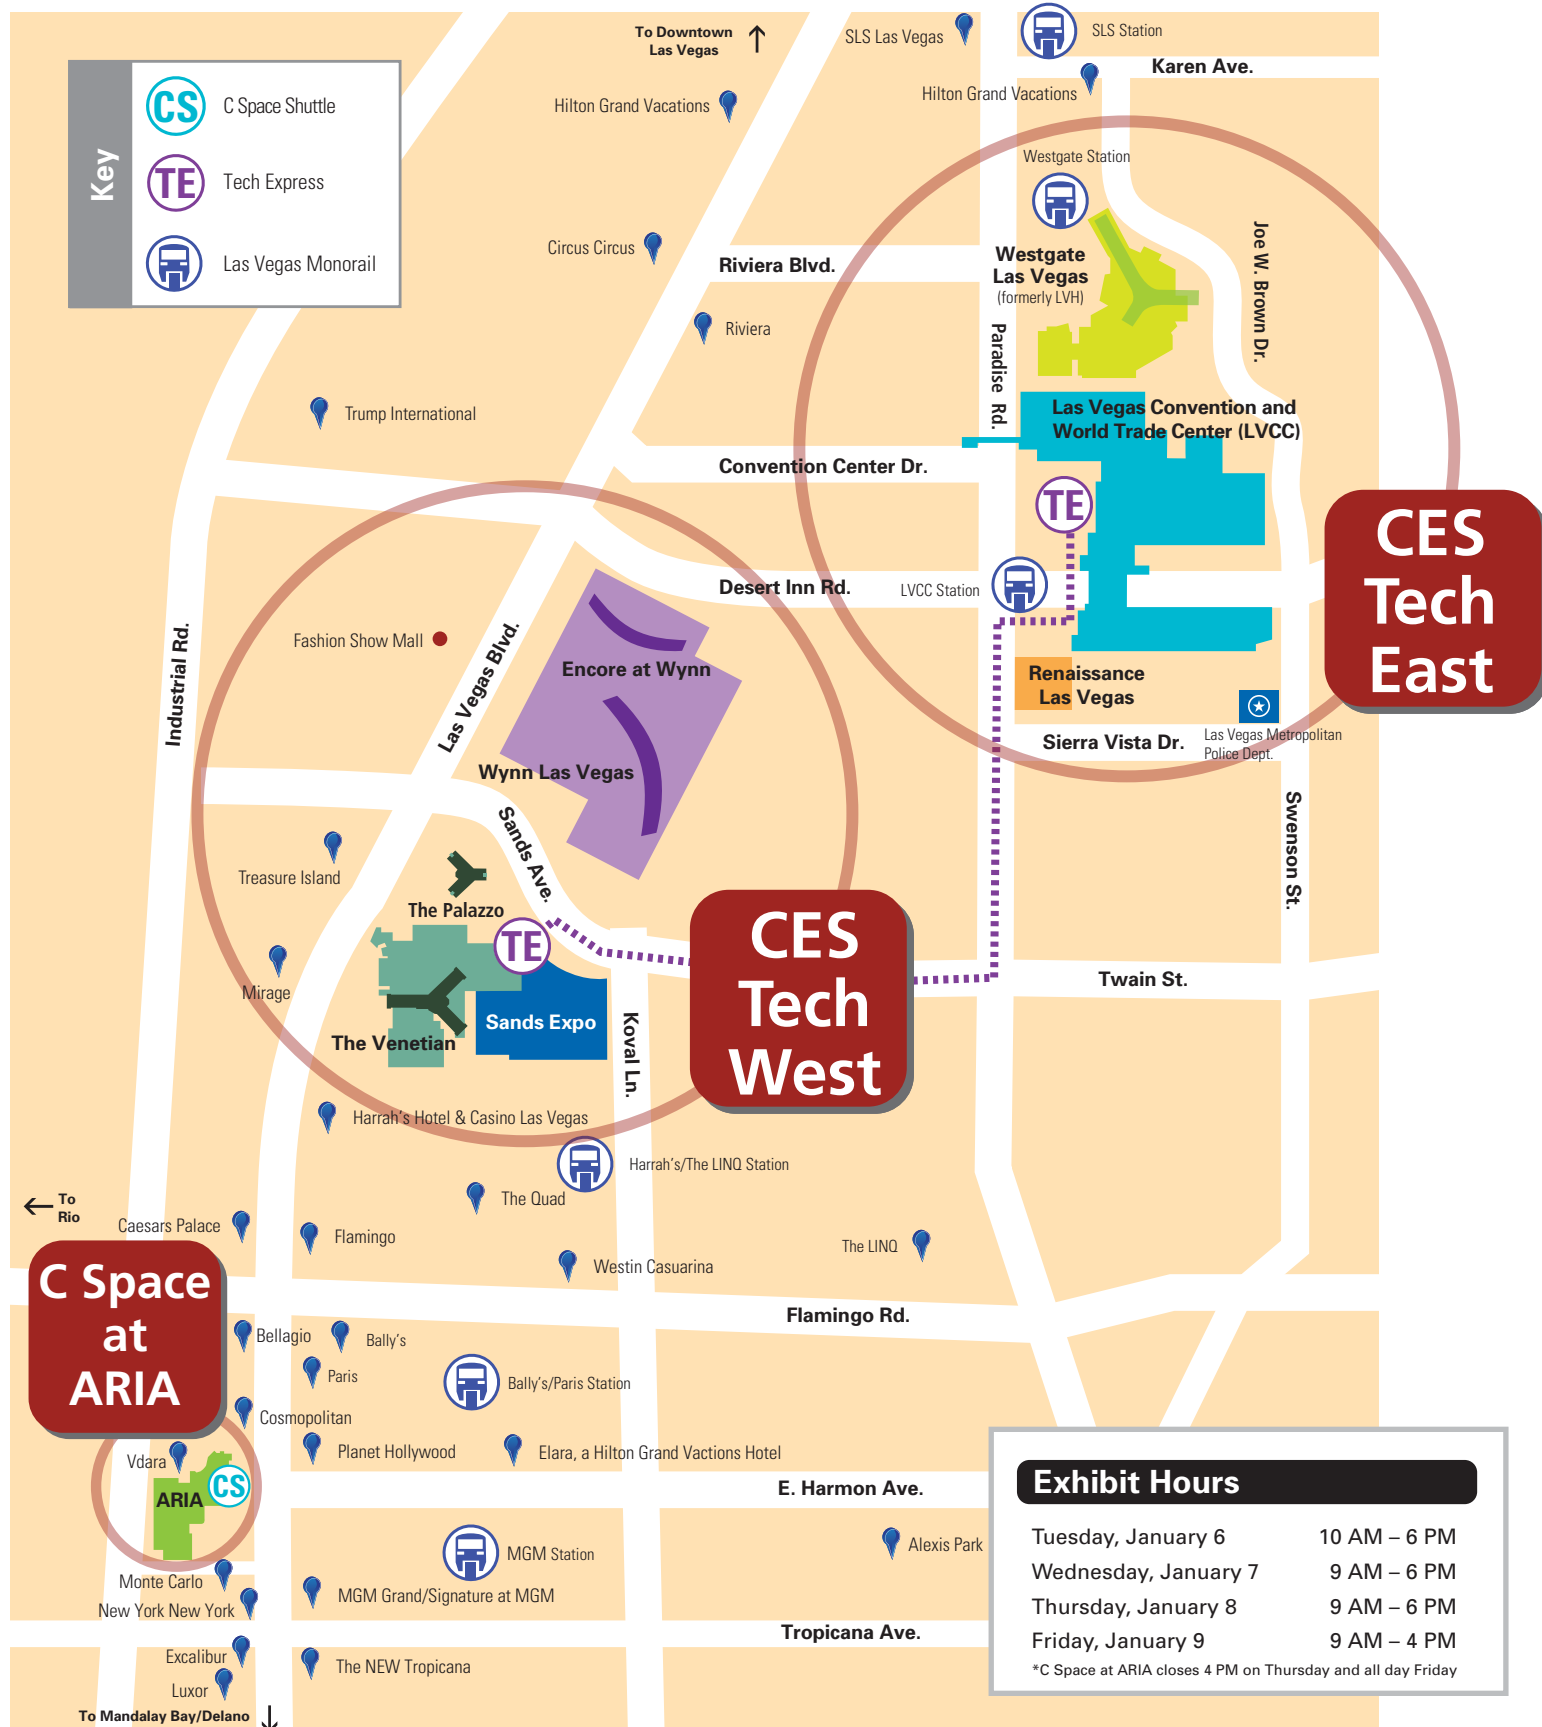 To Downtown
Las Vegas
SLS Las Vegas
SLS Station
Karen Ave.
Hilton Grand Vacations
Hilton Grand Vacations
Key
CS
C Space Shuttle
TE
Tech Express
Las Vegas Monorail
Westgate Station
Circus Circus
Riviera Blvd.
Westgate
Las Vegas
(formerly LVH)
Joe W. Brown Dr.
Riviera
Paradise Rd.
Trump International
Las Vegas Convention and
World Trade Center (LVCC)
Convention Center Dr.
TE
CES
Tech
East
Desert Inn Rd.
LVCC Station
Fashion Show Mall
Industrial Rd.
Las Vegas Blvd.
Encore at Wynn
Renaissance
Las Vegas
Sierra Vista Dr.
Las Vegas Metropolitan
Police Dept.
Wynn Las Vegas
Sands Ave.
Swenson St.
Treasure Island
The Palazzo
TE
CES
Tech
West
Mirage
Twain St.
Sands Expo
The Venetian
Koval Ln.
Harrah's Hotel & Casino Las Vegas
Harrah's/The LINQ Station
The Quad
To
Rio
Caesars Palace
Flamingo
The LINQ
Westin Casuarina
C Space
at
ARIA
Flamingo Rd.
Bellagio
Bally's
Paris
Bally's/Paris Station
Cosmopolitan
Planet Hollywood
Elara, a Hilton Grand Vactions Hotel
Vdara
CS
ARIA
E. Harmon Ave.
Exhibit Hours
Tuesday, January 6 10 AM – 6 PM
Wednesday, January 7 9 AM – 6 PM
Thursday, January 8 9 AM – 6 PM
Friday, January 9 9 AM – 4 PM
*C Space at ARIA closes 4 PM on Thursday and all day Friday
Alexis Park
MGM Station
Monte Carlo
MGM Grand/Signature at MGM
New York New York
Tropicana Ave.
Excalibur
The NEW Tropicana
Luxor
To Mandalay Bay/Delano